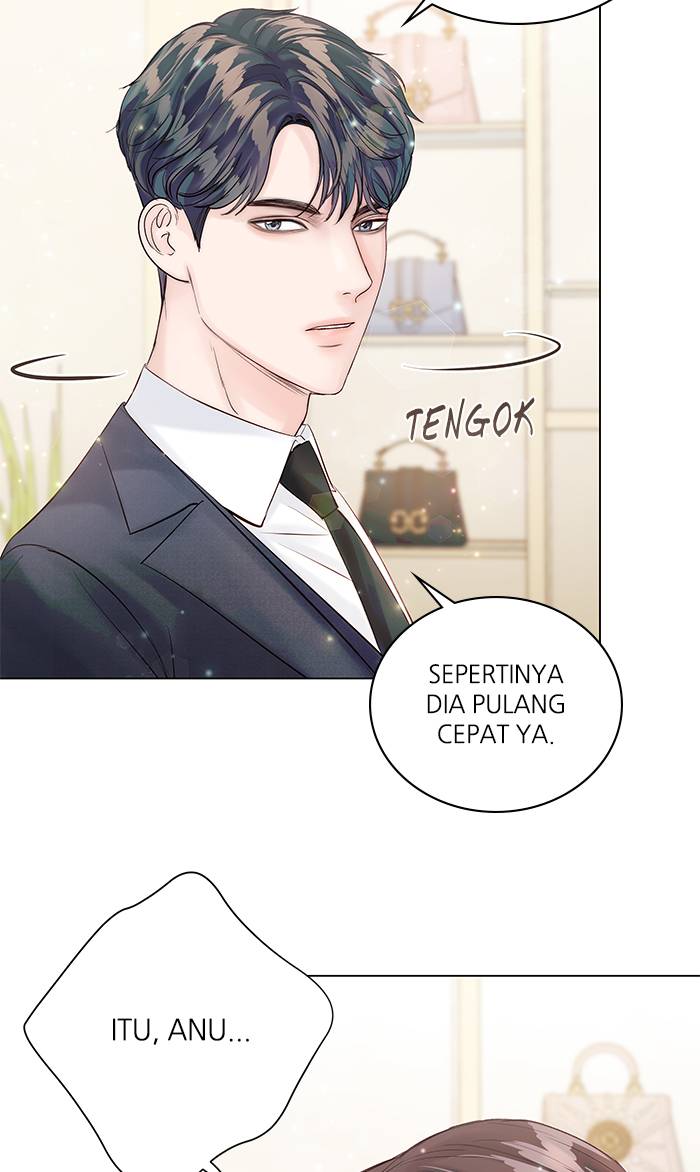 TENGOK
SEPERTINYA
DIA PULANG
CEPAT YA.
ITU, ANU...